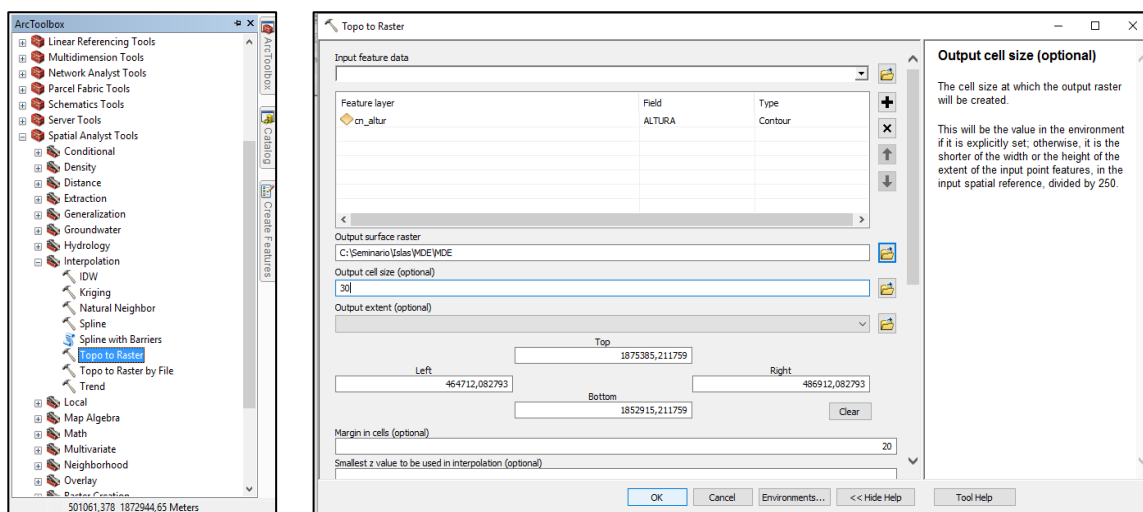 ArcToolbox
Linear Referencing Tools
Multidimension Tools
Network Analyst Tools
Parcel Fabric Tools
Schematics Tools
Server Tools
Spatial Analyst Tools
Conditional
Density
Distance
Extraction
Generalization
Groundwater
Hydrology
Interpolation
IDW
Kriging
Natural Neighbor
Spline
Spline with Barriers
Topo to Raster
Topo to Raster by File
Trend
Local
Map Algebra
Math
Multivariate
Neighborhood
Overlay
Raster Creation
501061,378 1872944,65 Meters
ArcToolbox
Catalog
Create Features
Topo to Raster
Input feature data
Feature layer Field Type
cn_altur ALTURA Contour
Output surface raster
C:\Seminario\Islas\MDE\MDE
Output cell size (optional)
30
Output extent (optional)
Top
1875385,211759
Left Right
464712,082793 486912,082793
Bottom
1852915,211759
Clear
Margin in cells (optional)
20
Smallest z value to be used in interpolation (optional)
OK Cancel Environments... << Hide Help Tool Help
Output cell size (optional)
The cell size at which the output raster
will be created.
This will be the value in the environment
if it is explicitly set; otherwise, it is the
shorter of the width or the height of the
extent of the input point features, in the
input spatial reference, divided by 250.